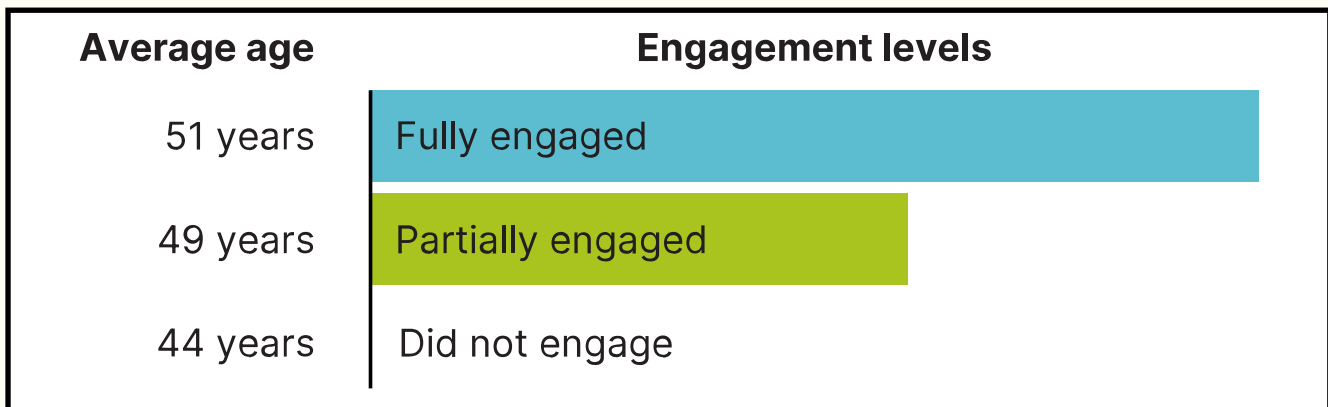 Average age Engagement levels
51 years Fully engaged
49 years Partially engaged
44 years Did not engage